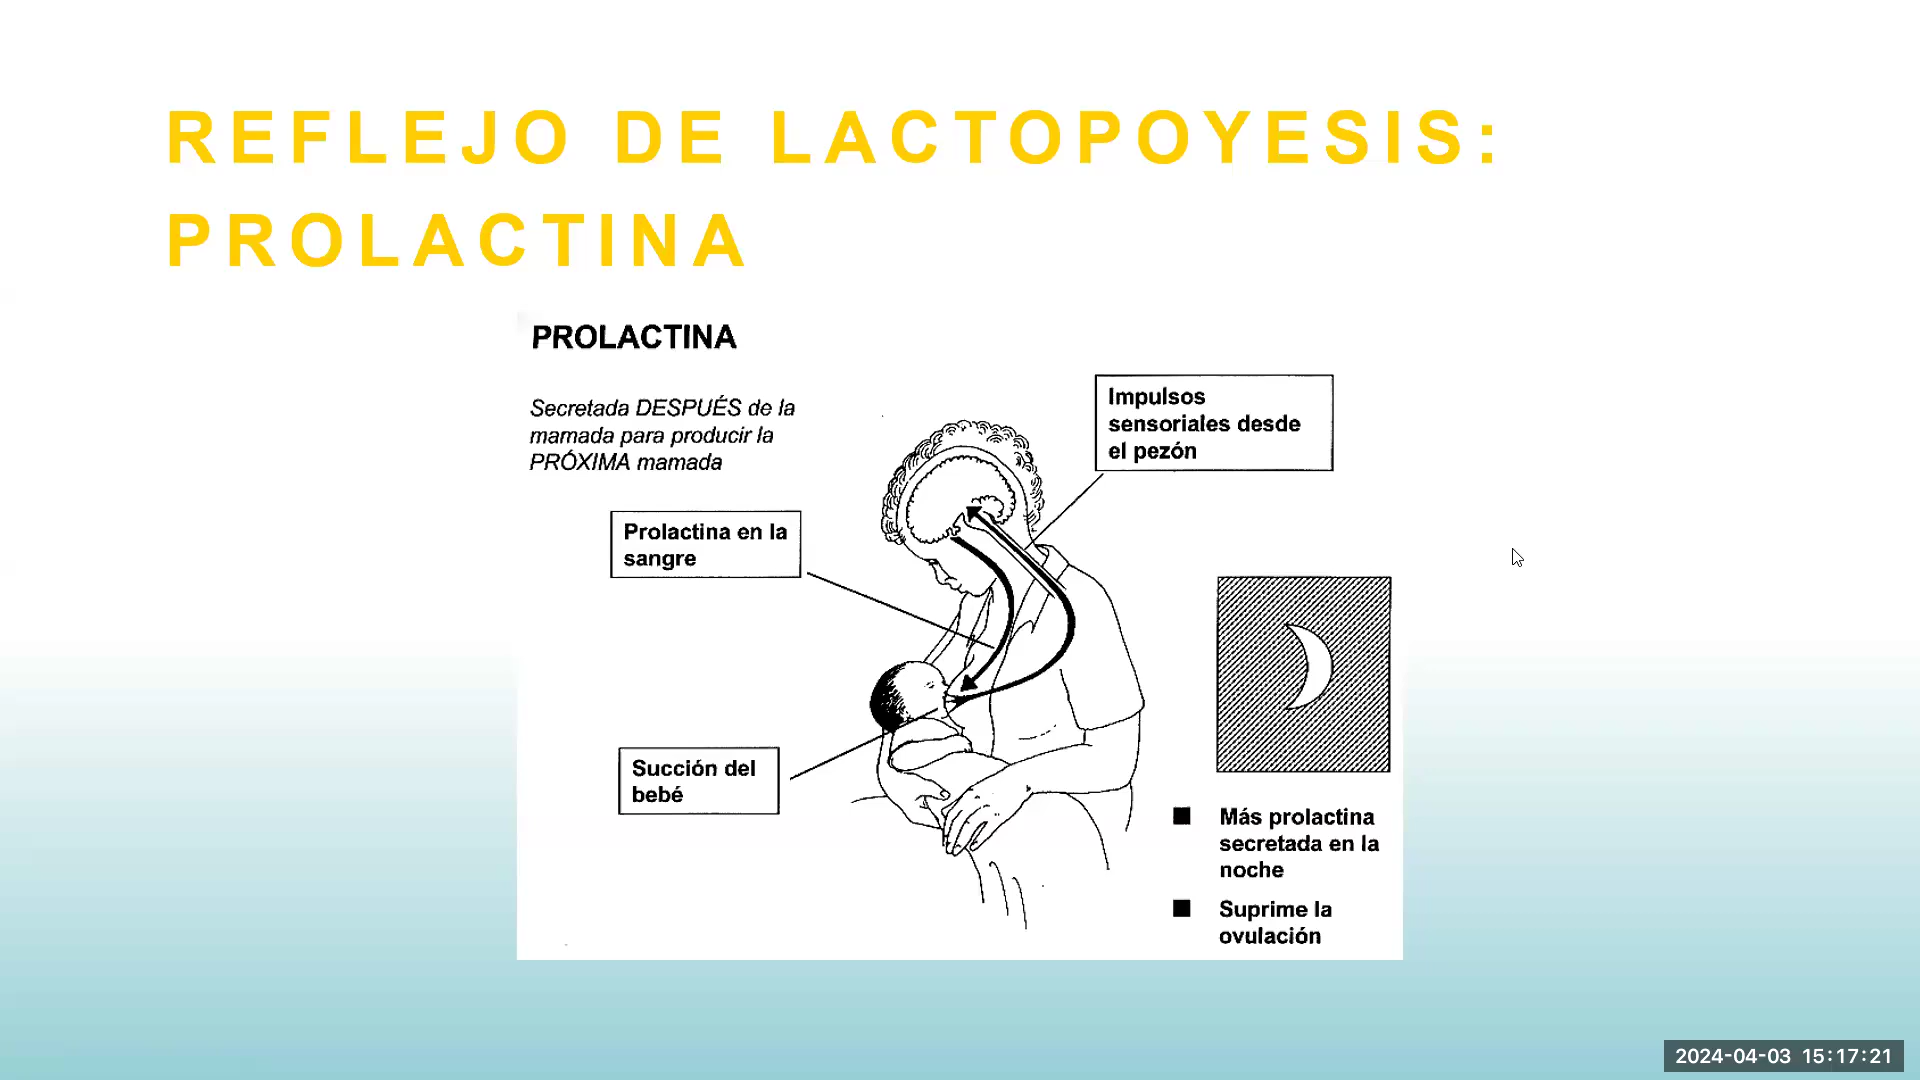 REFLEJO DE LACTOPOYESIS:
PROLACTINA
PROLACTINA
Secretada DESPUÉS de la
mamada para producir la
PRÓXIMA mamada
Impulsos
sensoriales desde
el pezón
Prolactina en la
sangre
Succión del
bebé
Más prolactina
secretada en la
noche
Suprime la
ovulación
2024-04-03 15:17:21